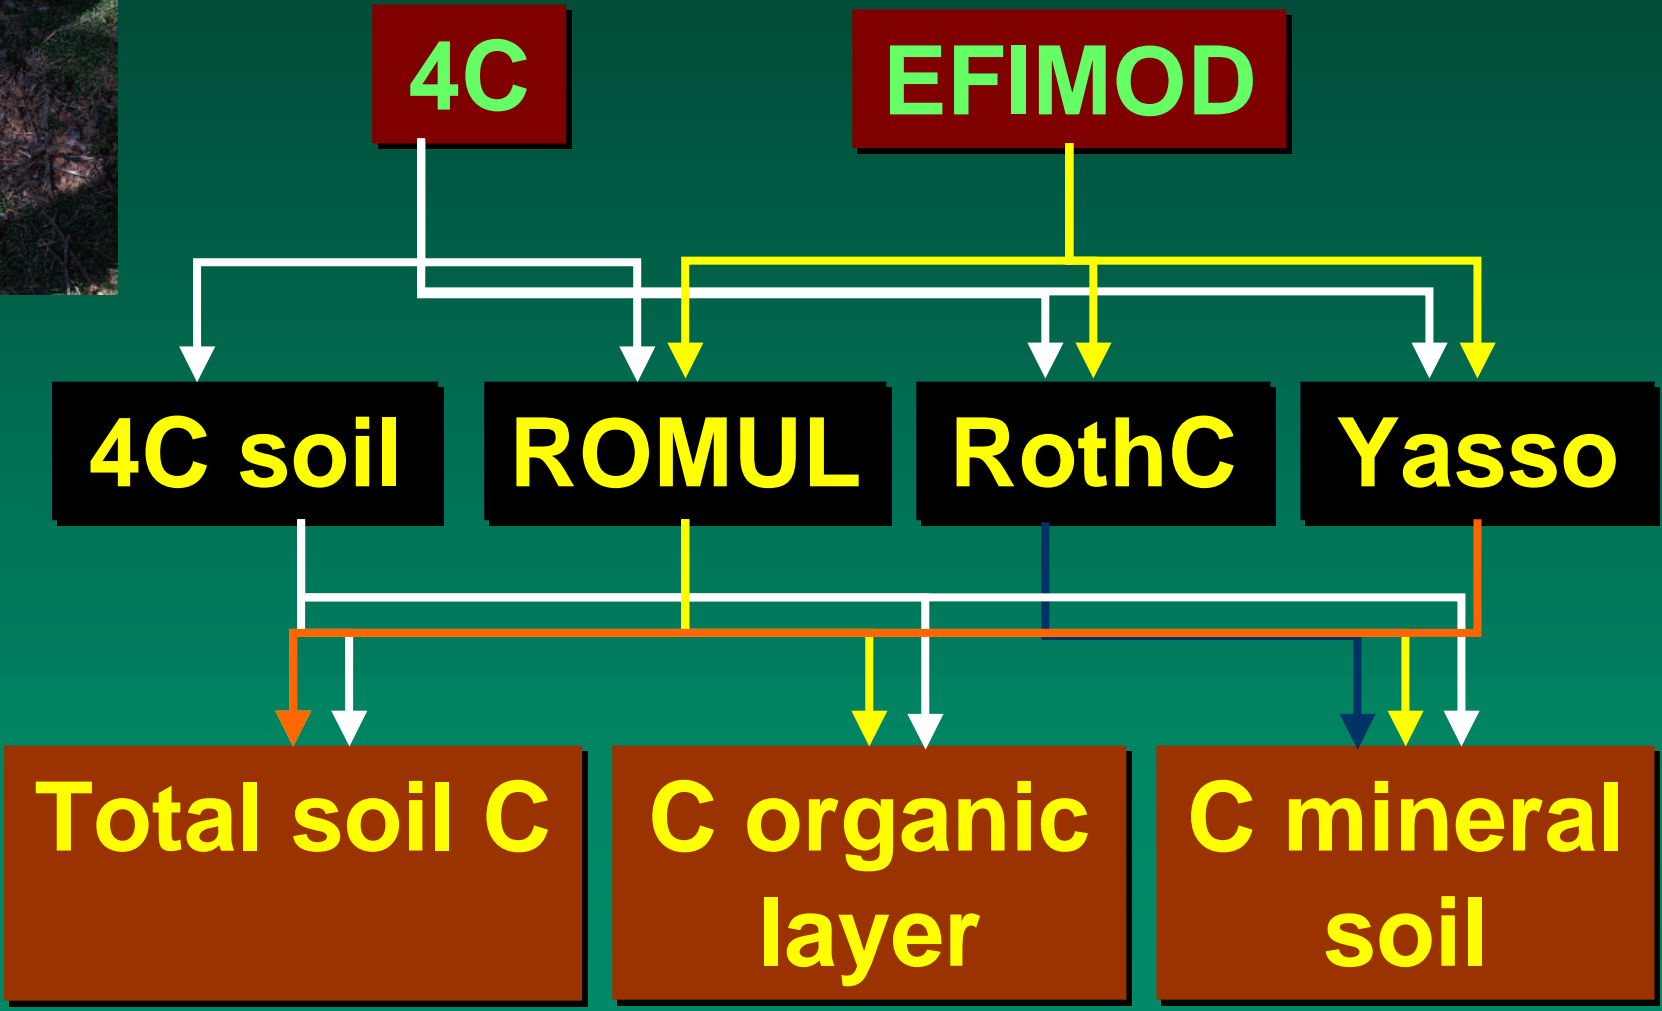 4C
EFIMOD
4C soil
ROMUL
RothC
Yasso
Total soil C
C organic
layer
C mineral
soil